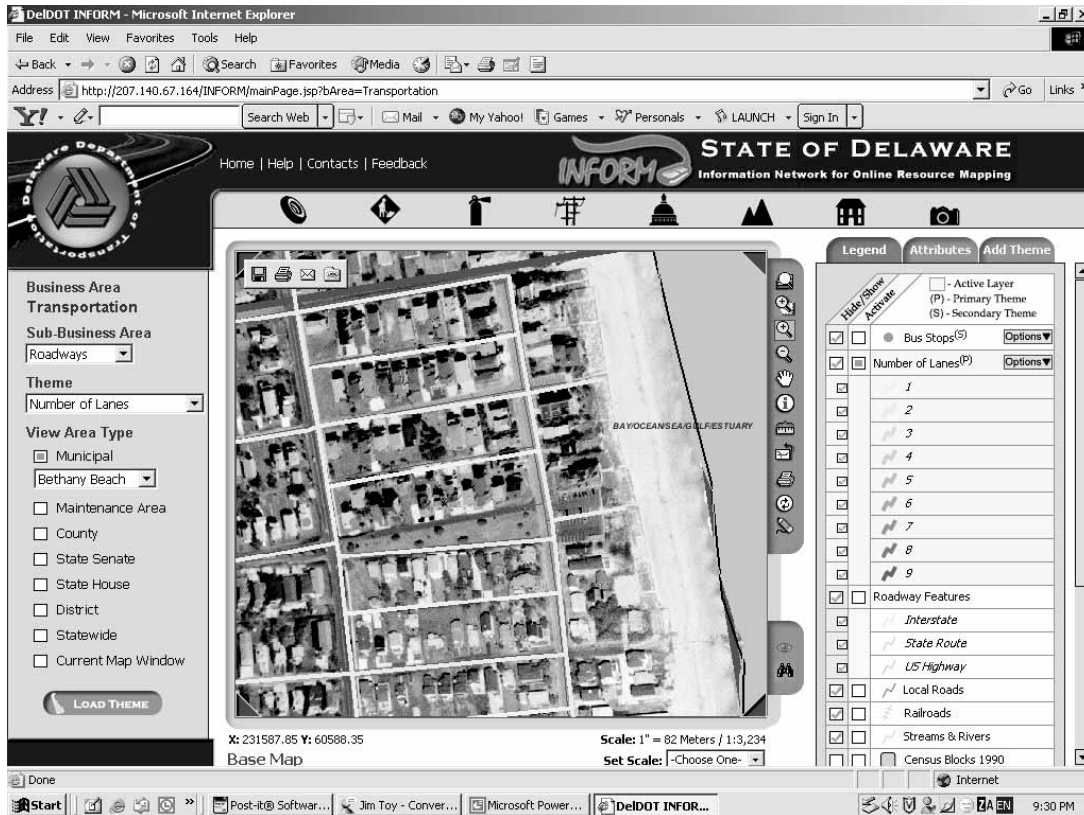 DelDOT INFORM - Microsoft Internet Explorer
File Edit View Favorites Tools Help
Back Search Favorites Media
Address http://207.140.67.164/INFORM/mainPage.jsp?bArea=Transportation Go Links
Y! Search Web Mail My Yahoo! Games Personals LAUNCH Sign In
Delaware Department of Transportation
Home | Help | Contacts | Feedback
INFORM
STATE OF DELAWARE
Information Network for Online Resource Mapping
Business Area
Transportation
Sub-Business Area
Roadways
Theme
Number of Lanes
View Area Type
Municipal
Bethany Beach
Maintenance Area
County
State Senate
State House
District
Statewide
Current Map Window
LOAD THEME
BAY/OCEAN/SEA/GULF/ESTUARY
X: 231587.85 Y: 60588.35
Scale: 1" = 82 Meters / 1:3,234
Base Map
Set Scale: -Choose One-
Legend Attributes Add Theme
Hide/Show
Activate
- Active Layer
(P) - Primary Theme
(S) - Secondary Theme
Bus Stops(S) Options▼
Number of Lanes(P) Options▼
1
2
3
4
5
6
7
8
9
Roadway Features
Interstate
State Route
US Highway
Local Roads
Railroads
Streams & Rivers
Census Blocks 1990
Done Internet
Start » Post-it® Softwar... Jim Toy - Conver... Microsoft Power... DelDOT INFOR... ZA EN 9:30 PM